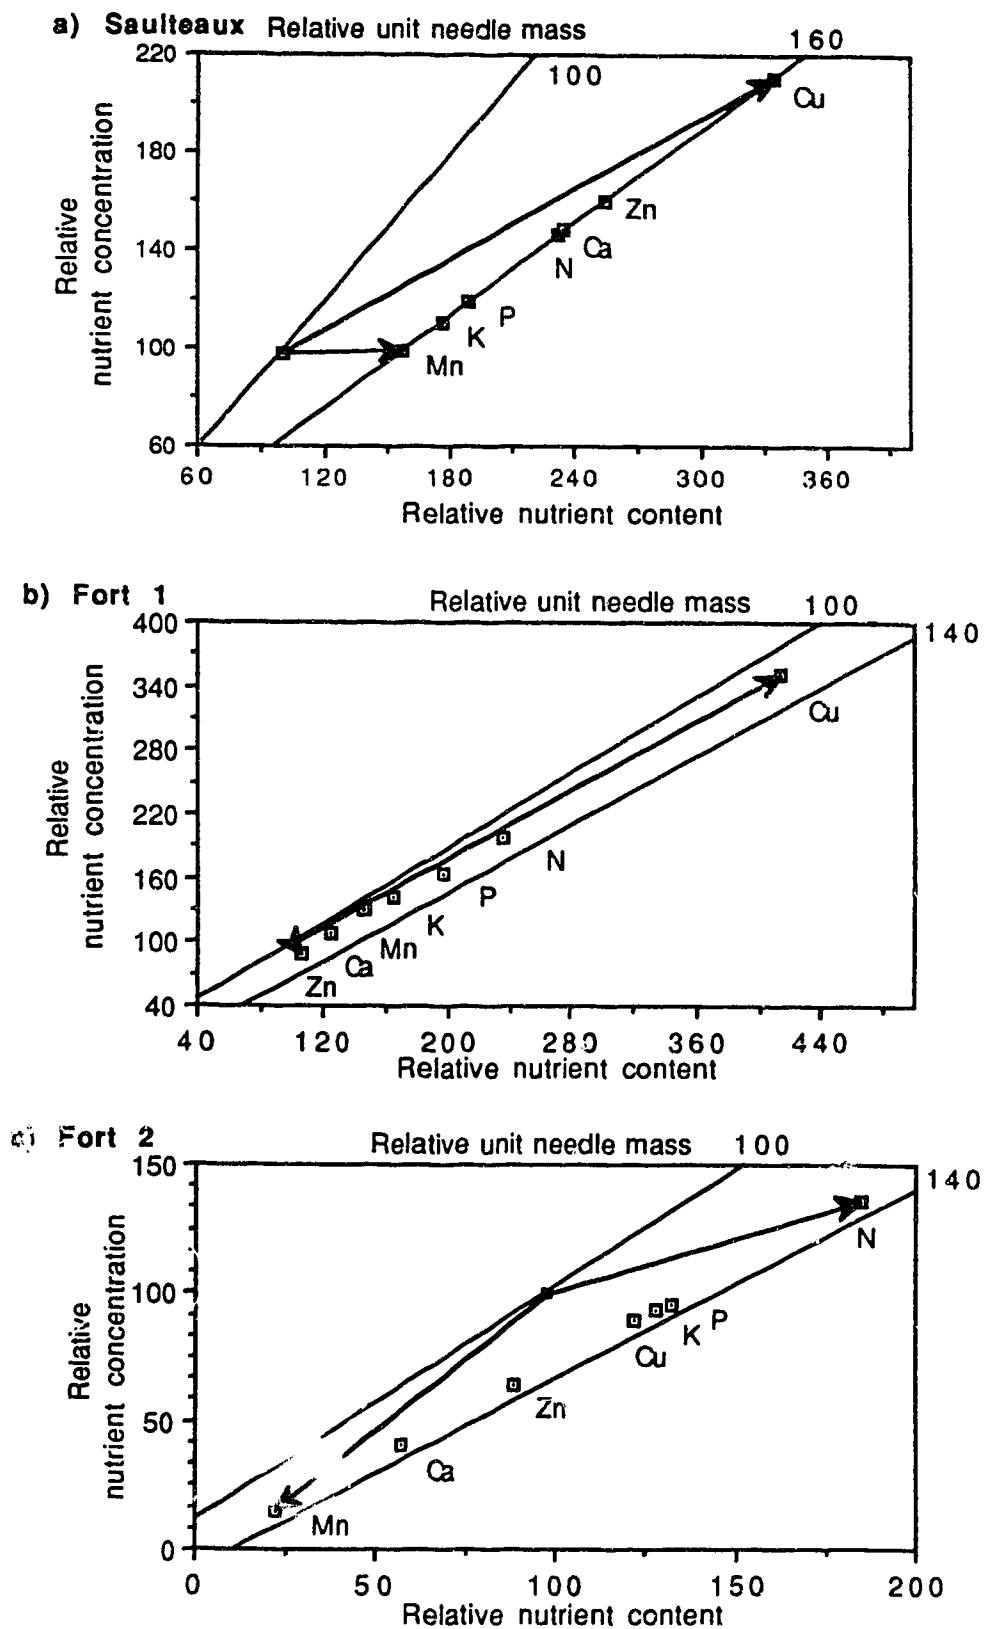 a) Saulteaux Relative unit needle mass
160
220
100
Cu
180
Zn
140
Ca
N
P
K
100
Mn
60
60 120 180 240 300 360
Relative
nutrient concentration
Relative nutrient content
b) Fort 1
Relative unit needle mass 100
400
140
340
Cu
280
220
N
160
P
K
100
Mn
Ca
Zn
40
40 120 200 280 360 440
Relative
nutrient concentration
Relative nutrient content
c) Fort 2
Relative unit needle mass 100
150
140
N
100
P
K
Cu
50
Zn
Ca
Mn
0
0 50 100 150 200
Relative
nutrient concentration
Relative nutrient content